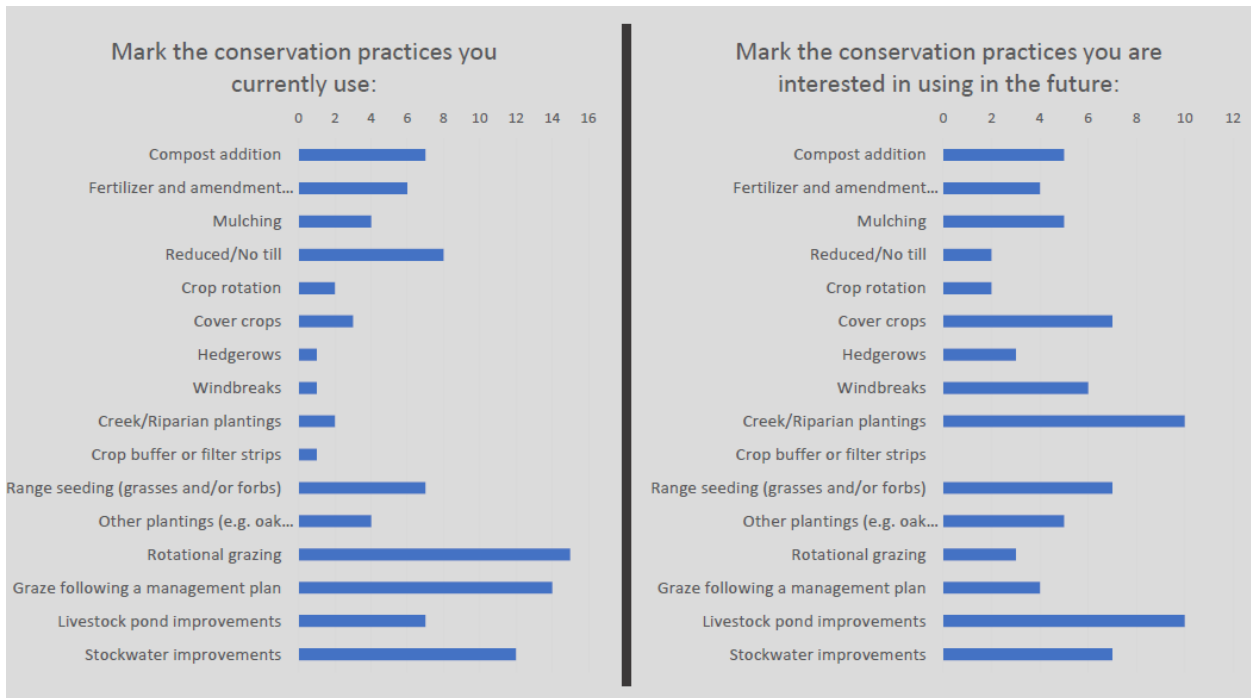 Mark the conservation practices you
currently use:
0 2 4 6 8 10 12 14 16
Compost addition
Fertilizer and amendment...
Mulching
Reduced/No till
Crop rotation
Cover crops
Hedgerows
Windbreaks
Creek/Riparian plantings
Crop buffer or filter strips
Range seeding (grasses and/or forbs)
Other plantings (e.g. oak...
Rotational grazing
Graze following a management plan
Livestock pond improvements
Stockwater improvements
Mark the conservation practices you are
interested in using in the future:
0 2 4 6 8 10 12
Compost addition
Fertilizer and amendment...
Mulching
Reduced/No till
Crop rotation
Cover crops
Hedgerows
Windbreaks
Creek/Riparian plantings
Crop buffer or filter strips
Range seeding (grasses and/or forbs)
Other plantings (e.g. oak...
Rotational grazing
Graze following a management plan
Livestock pond improvements
Stockwater improvements